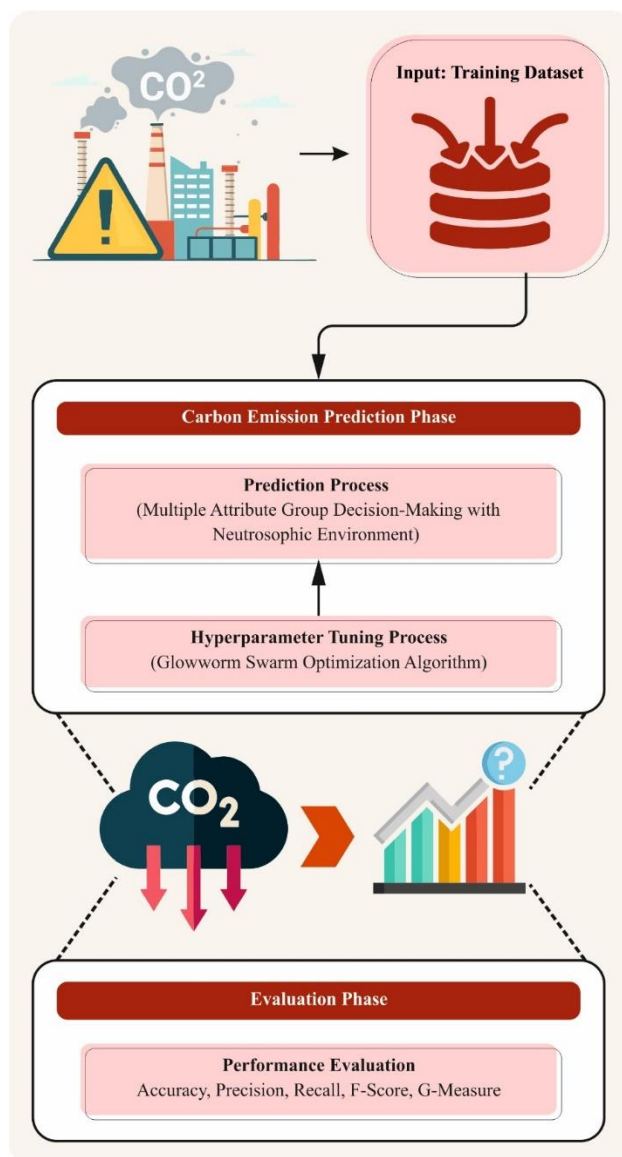 CO²
Input: Training Dataset
Carbon Emission Prediction Phase
Prediction Process
(Multiple Attribute Group Decision-Making with
Neutrosophic Environment)
Hyperparameter Tuning Process
(Glowworm Swarm Optimization Algorithm)
CO₂
?
Evaluation Phase
Performance Evaluation
Accuracy, Precision, Recall, F-Score, G-Measure